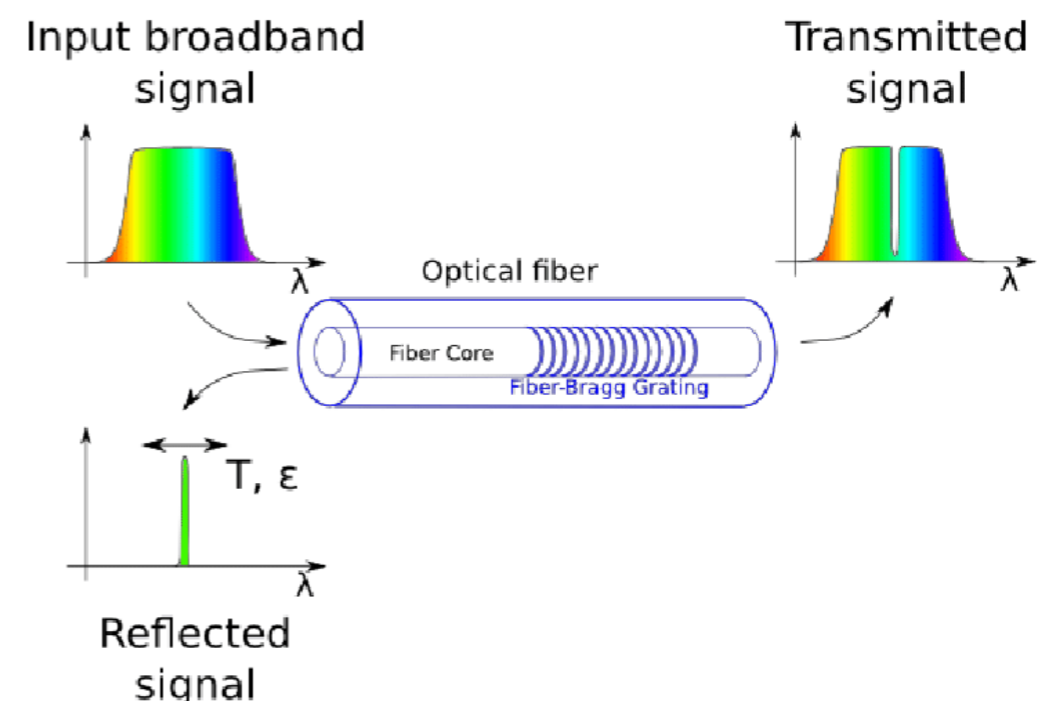 Input broadband
signal
Transmitted
signal
λ
λ
Optical fiber
Fiber Core
Fiber-Bragg Grating
T, ε
λ
Reflected
signal